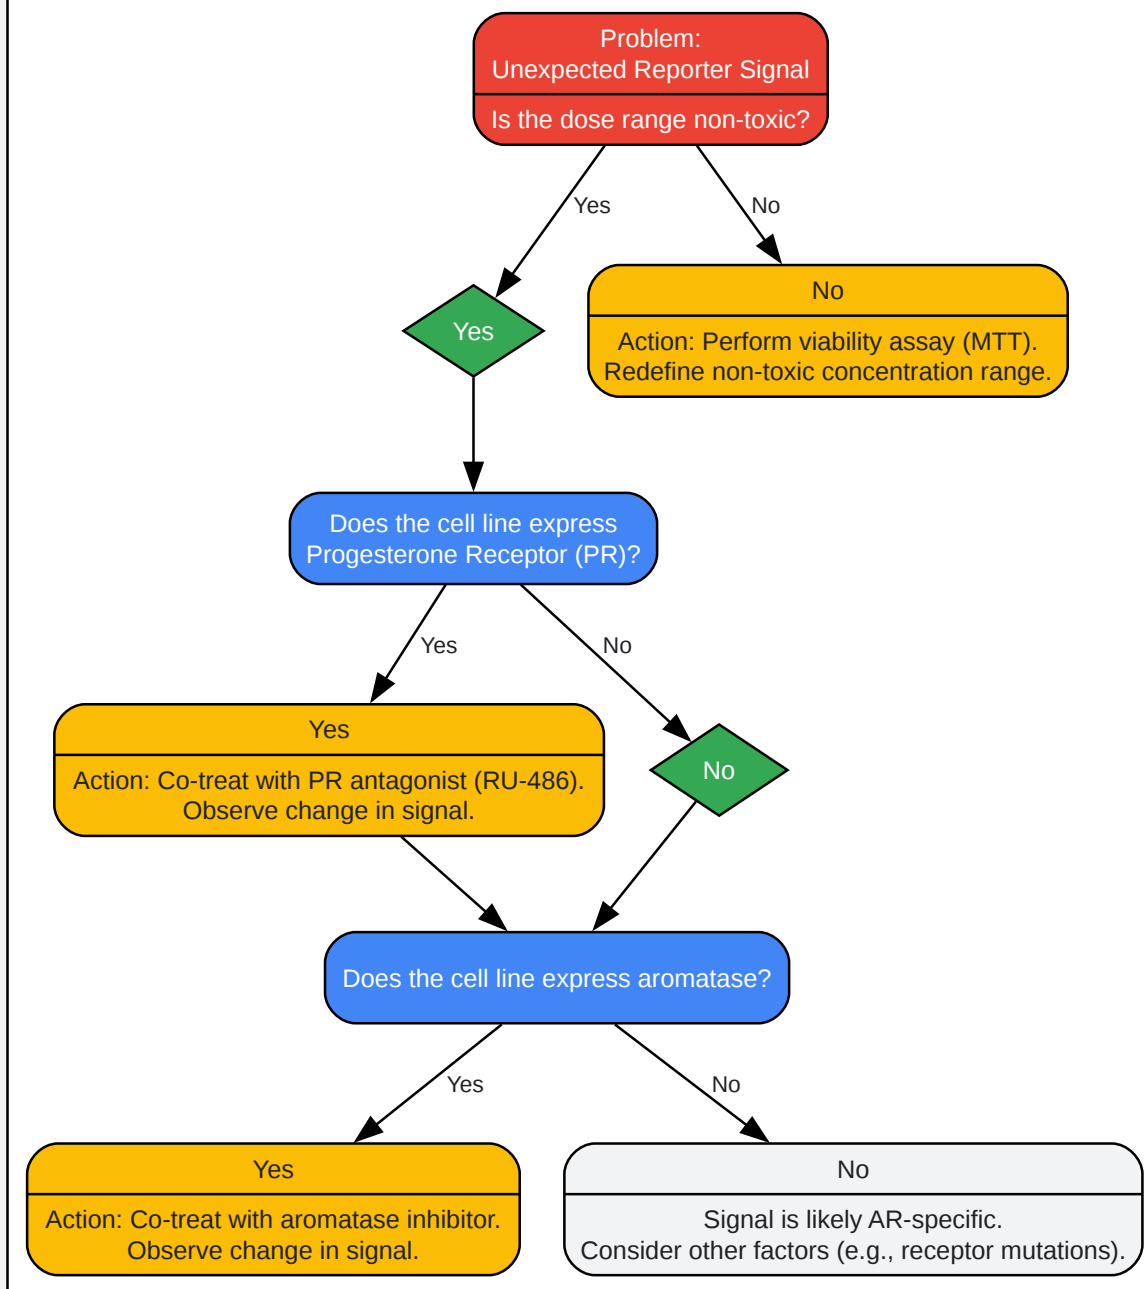 Problem:
Unexpected Reporter Signal
Is the dose range non-toxic?
Yes
No
Yes
No
Action: Perform viability assay (MTT).
Redefine non-toxic concentration range.
Does the cell line express
Progesterone Receptor (PR)?
Yes
No
Yes
Action: Co-treat with PR antagonist (RU-486).
Observe change in signal.
No
Does the cell line express aromatase?
Yes
No
Yes
Action: Co-treat with aromatase inhibitor.
Observe change in signal.
No
Signal is likely AR-specific.
Consider other factors (e.g., receptor mutations).